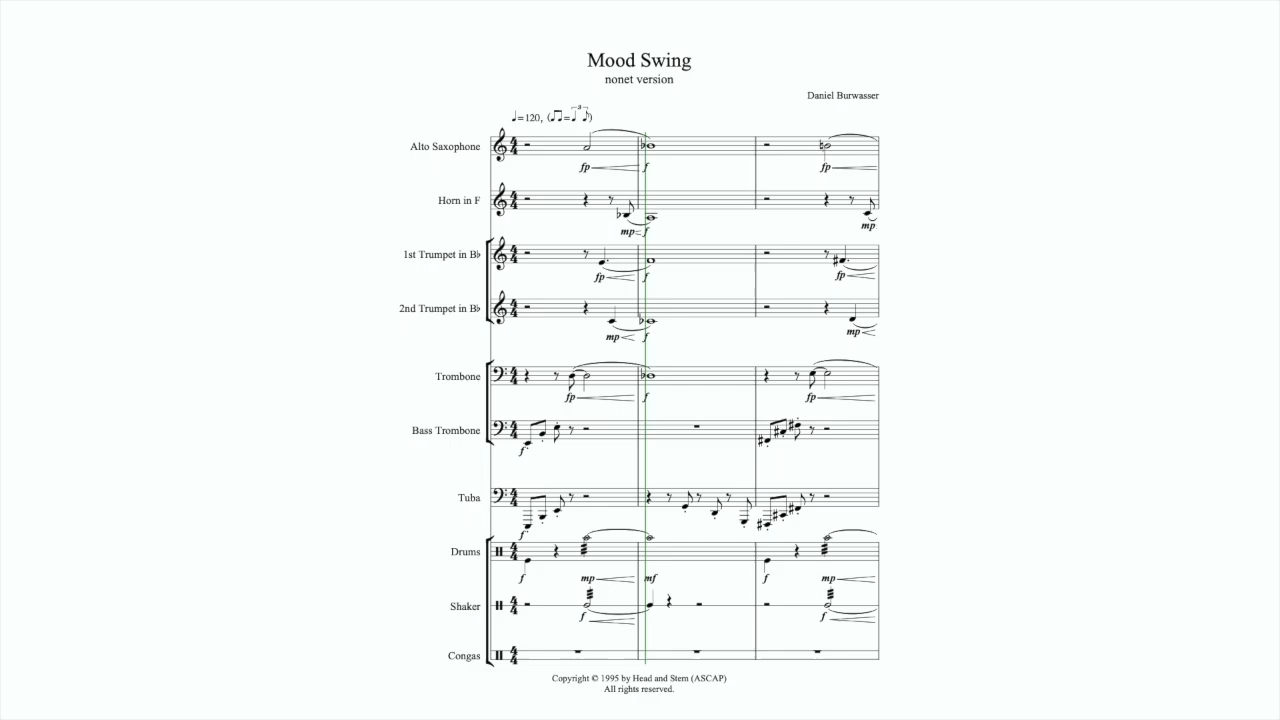 Mood Swing
nonet version
Daniel Burwasser
♩=120, (♫=♩ ♪) 3
Alto Saxophone
fp f fp
Horn in F
mp f mp
1st Trumpet in B♭
fp f fp
2nd Trumpet in B♭
mp f mp
Trombone
fp f fp
Bass Trombone
f
Tuba
f
Drums
f mp mf f mp
Shaker
f f
Congas
Copyright © 1995 by Head and Stem (ASCAP)
All rights reserved.